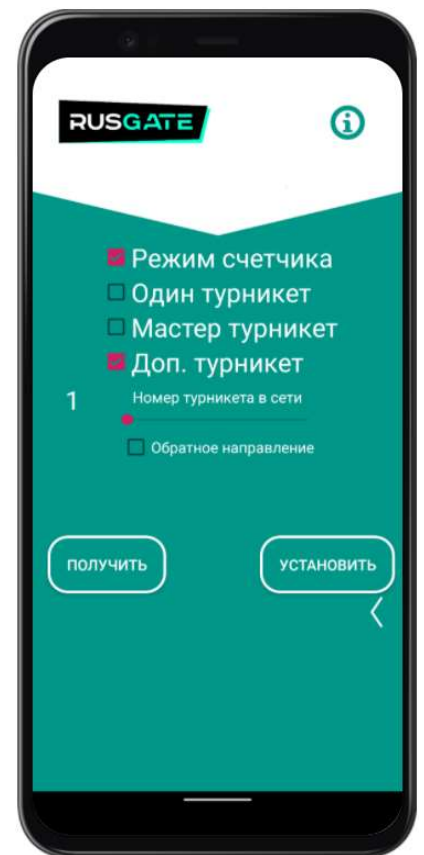 RUSGATE
Режим счетчика
Один турникет
Мастер турникет
Доп. турникет
1
Номер турникета в сети
Обратное направление
ПОЛУЧИТЬ
УСТАНОВИТЬ